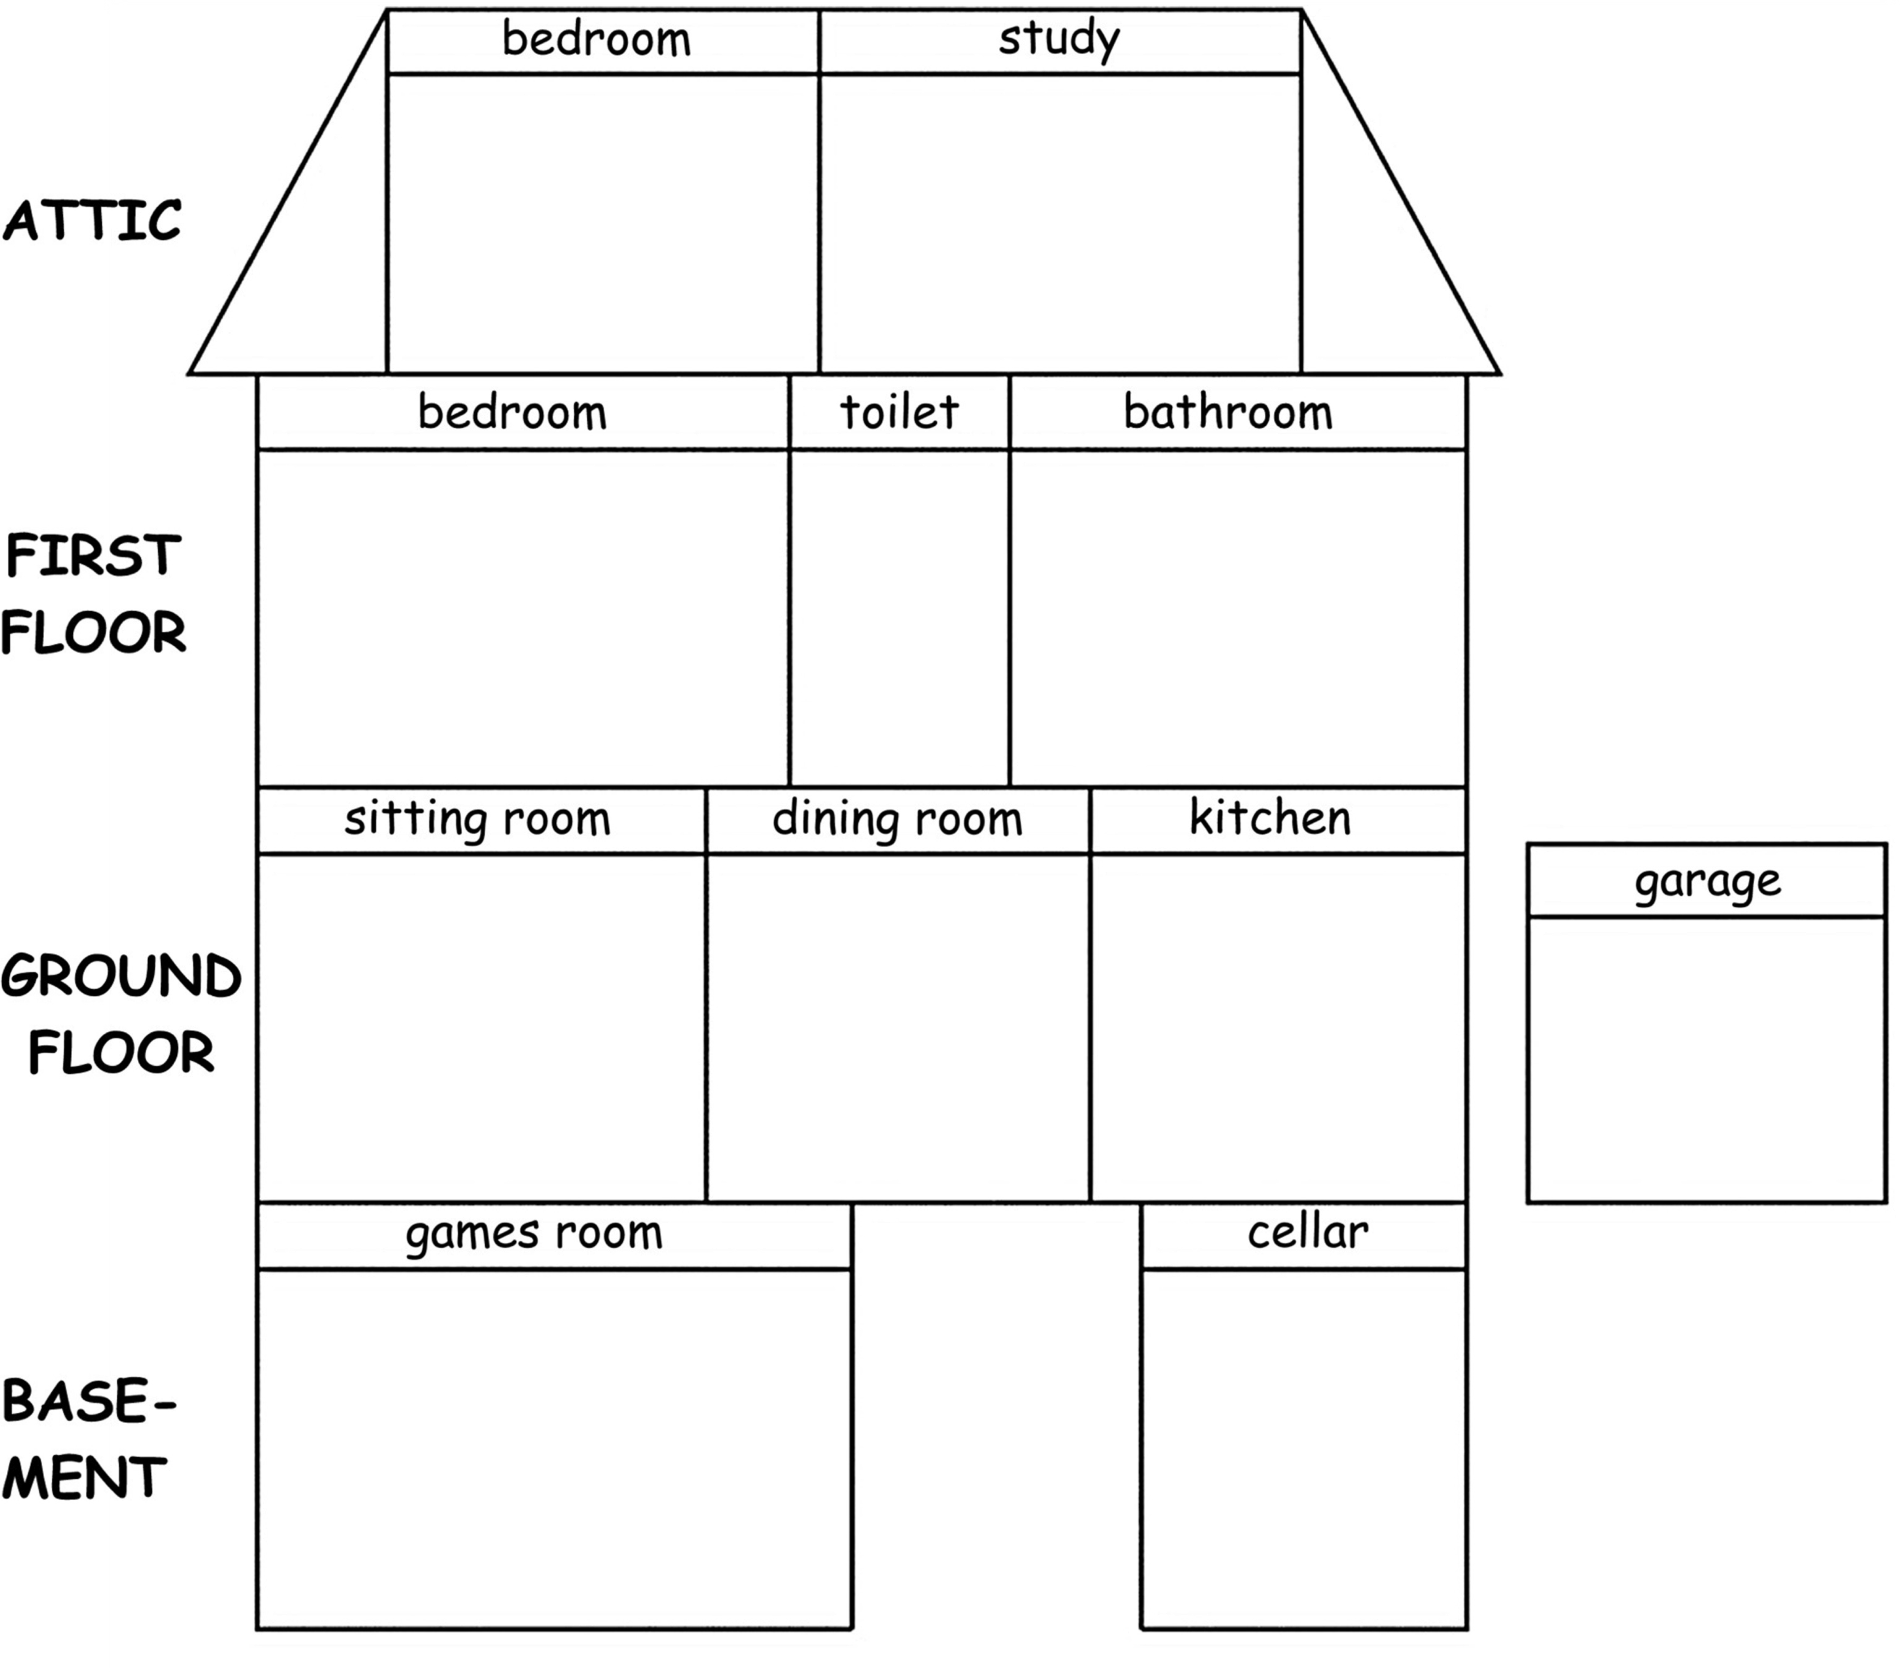 bedroom study
ATTIC
bedroom toilet bathroom
FIRST
FLOOR
sitting room dining room kitchen
garage
GROUND
FLOOR
games room cellar
BASE-
MENT